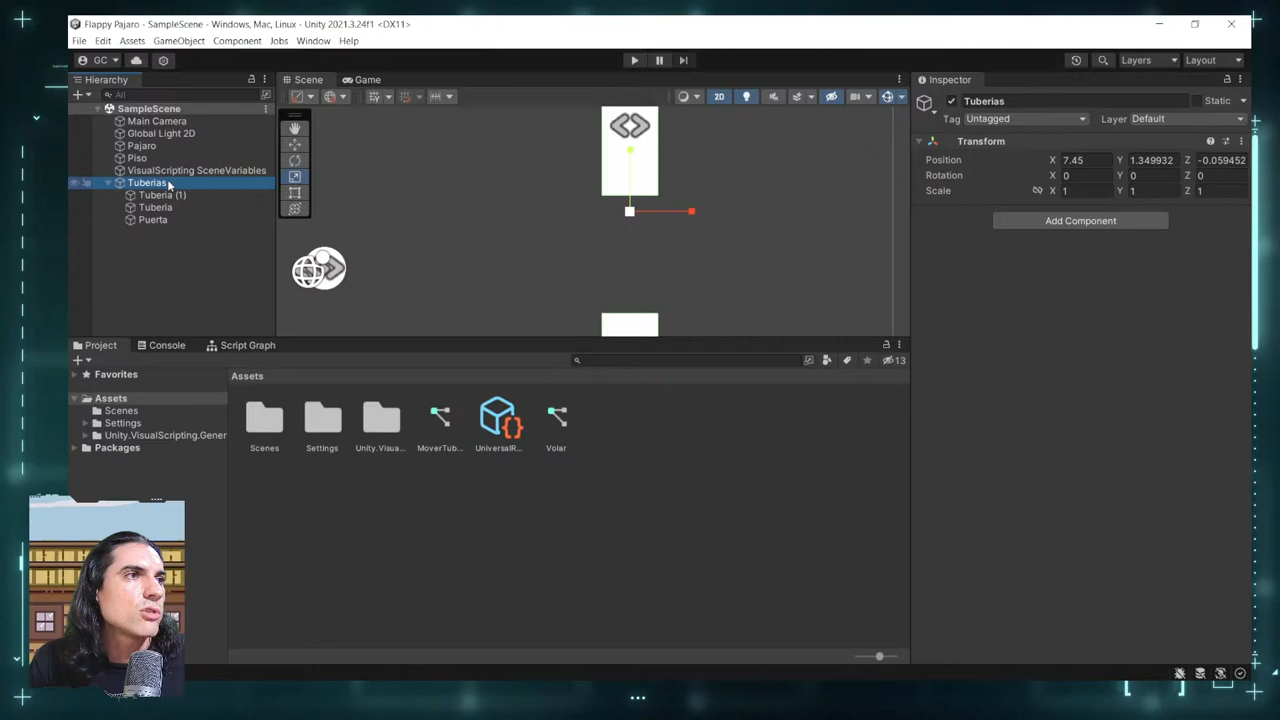 Flappy Pajaro - SampleScene - Windows, Mac, Linux - Unity 2021.3.24f1 <DX11>
File Edit Assets GameObject Component Jobs Window Help
GC Layers Layout
Hierarchy
All
SampleScene
Main Camera
Global Light 2D
Pajaro
Piso
VisualScripting SceneVariables
Tuberias
Tuberia (1)
Tuberia
Puerta
Scene Game
2D
Inspector
Tuberias Static
Tag Untagged Layer Default
Transform
Position X 7.45 Y 1.349932 Z -0.059452
Rotation X 0 Y 0 Z 0
Scale X 1 Y 1 Z 1
Add Component
Project Console Script Graph
13
Favorites
Assets
Scenes
Settings
Unity.VisualScripting.Gener
Packages
Assets
Scenes Settings Unity.Visua... MoverTub... UniversalR... Volar